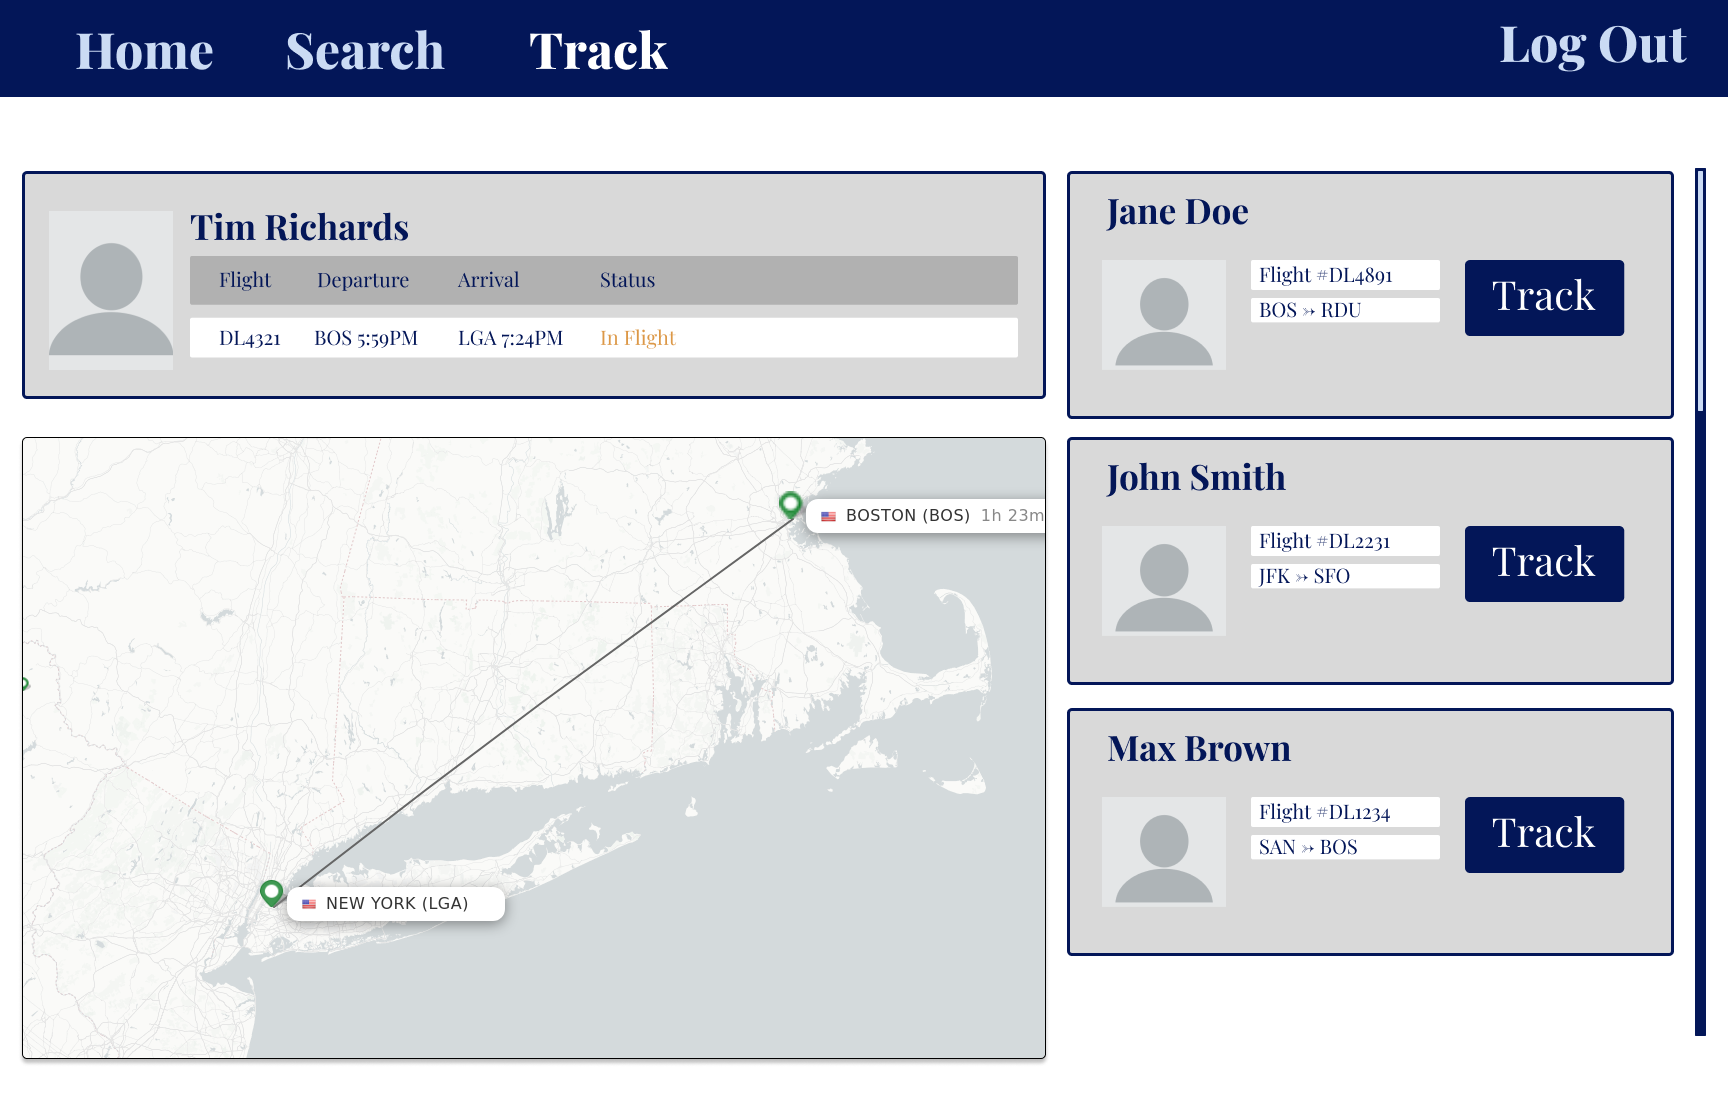 Home Search Track Log Out
Tim Richards
Flight Departure Arrival Status
DL4321 BOS 5:59PM LGA 7:24PM In Flight
BOSTON (BOS) 1h 23m
NEW YORK (LGA)
Jane Doe
Flight #DL4891
BOS ↣ RDU
Track
John Smith
Flight #DL2231
JFK ↣ SFO
Track
Max Brown
Flight #DL1234
SAN ↣ BOS
Track